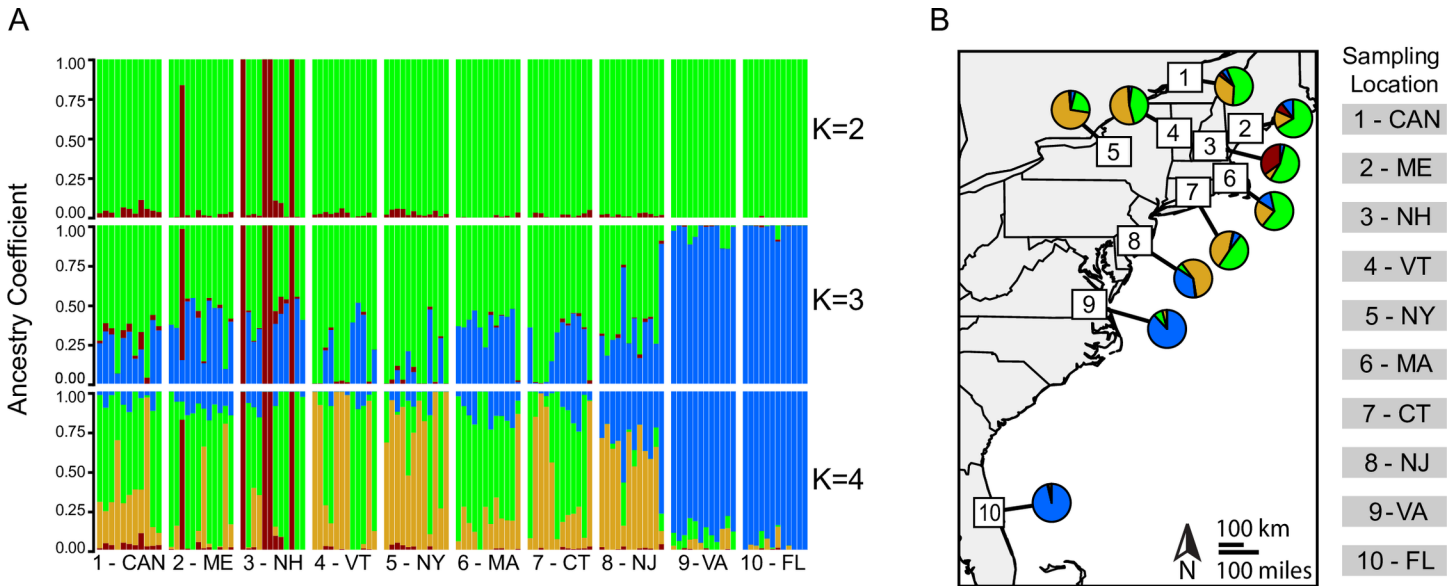 A
Ancestry Coefficient
1.00
0.75
0.50
0.25
0.00
K=2
1.00
0.75
0.50
0.25
0.00
K=3
1.00
0.75
0.50
0.25
0.00
K=4
1 - CAN 2 - ME 3 - NH 4 - VT 5 - NY 6 - MA 7 - CT 8 - NJ 9-VA 10 - FL
B
1
2
3
4
5
6
7
8
9
10
N
100 km
100 miles
Sampling
Location
1 - CAN
2 - ME
3 - NH
4 - VT
5 - NY
6 - MA
7 - CT
8 - NJ
9-VA
10 - FL